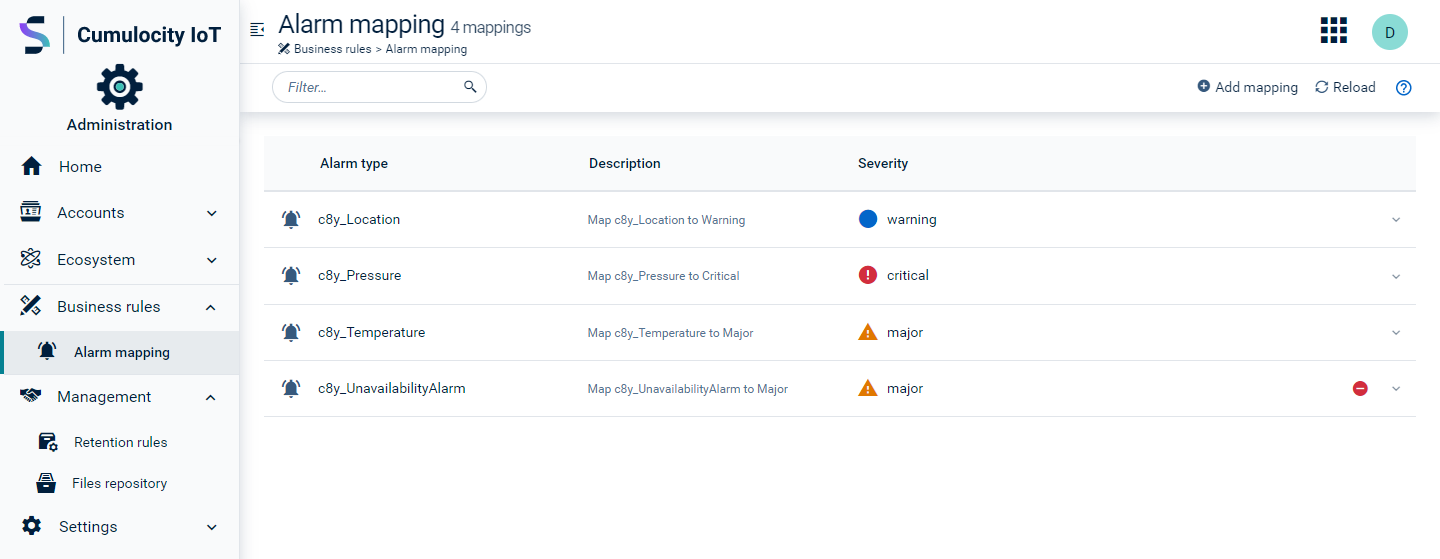 Cumulocity IoT
Administration
Home
Accounts
Ecosystem
Business rules
Alarm mapping
Management
Retention rules
Files repository
Settings
Alarm mapping 4 mappings
Business rules > Alarm mapping
D
Filter...
Add mapping Reload
Alarm type Description Severity
c8y_Location Map c8y_Location to Warning warning
c8y_Pressure Map c8y_Pressure to Critical critical
c8y_Temperature Map c8y_Temperature to Major major
c8y_UnavailabilityAlarm Map c8y_UnavailabilityAlarm to Major major